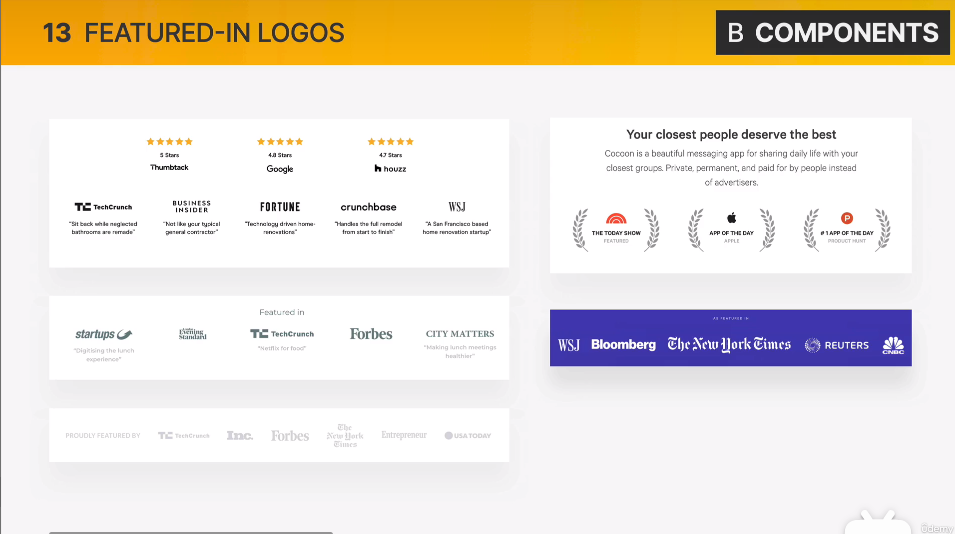 13 FEATURED-IN LOGOS
B COMPONENTS
5 Stars
4.8 Stars
4.7 Stars
Thumbtack
Google
houzz
TechCrunch
BUSINESS
INSIDER
FORTUNE
crunchbase
WSJ
"Sit back while neglected
bathrooms are remade"
"Not like your typical
general contractor"
"Technology driven home-
renovations"
"Handles the full remodel
from start to finish"
"A San Francisco based
home renovation startup"
Featured in
startups
Evening
Standard
TechCrunch
Forbes
CITY MATTERS
"Digitising the lunch
experience"
"Netflix for food"
"Making lunch meetings
healthier"
PROUDLY FEATURED BY
TechCrunch
Inc.
Forbes
The
New York
Times
Entrepreneur
USA TODAY
Your closest people deserve the best
Cocoon is a beautiful messaging app for sharing daily life with your
closest groups. Private, permanent, and paid for by people instead
of advertisers.
THE TODAY SHOW
FEATURED
APP OF THE DAY
APPLE
P
#1 APP OF THE DAY
PRODUCT HUNT
AS FEATURED IN
WSJ
Bloomberg
The New York Times
REUTERS
CNBC
ûdemy